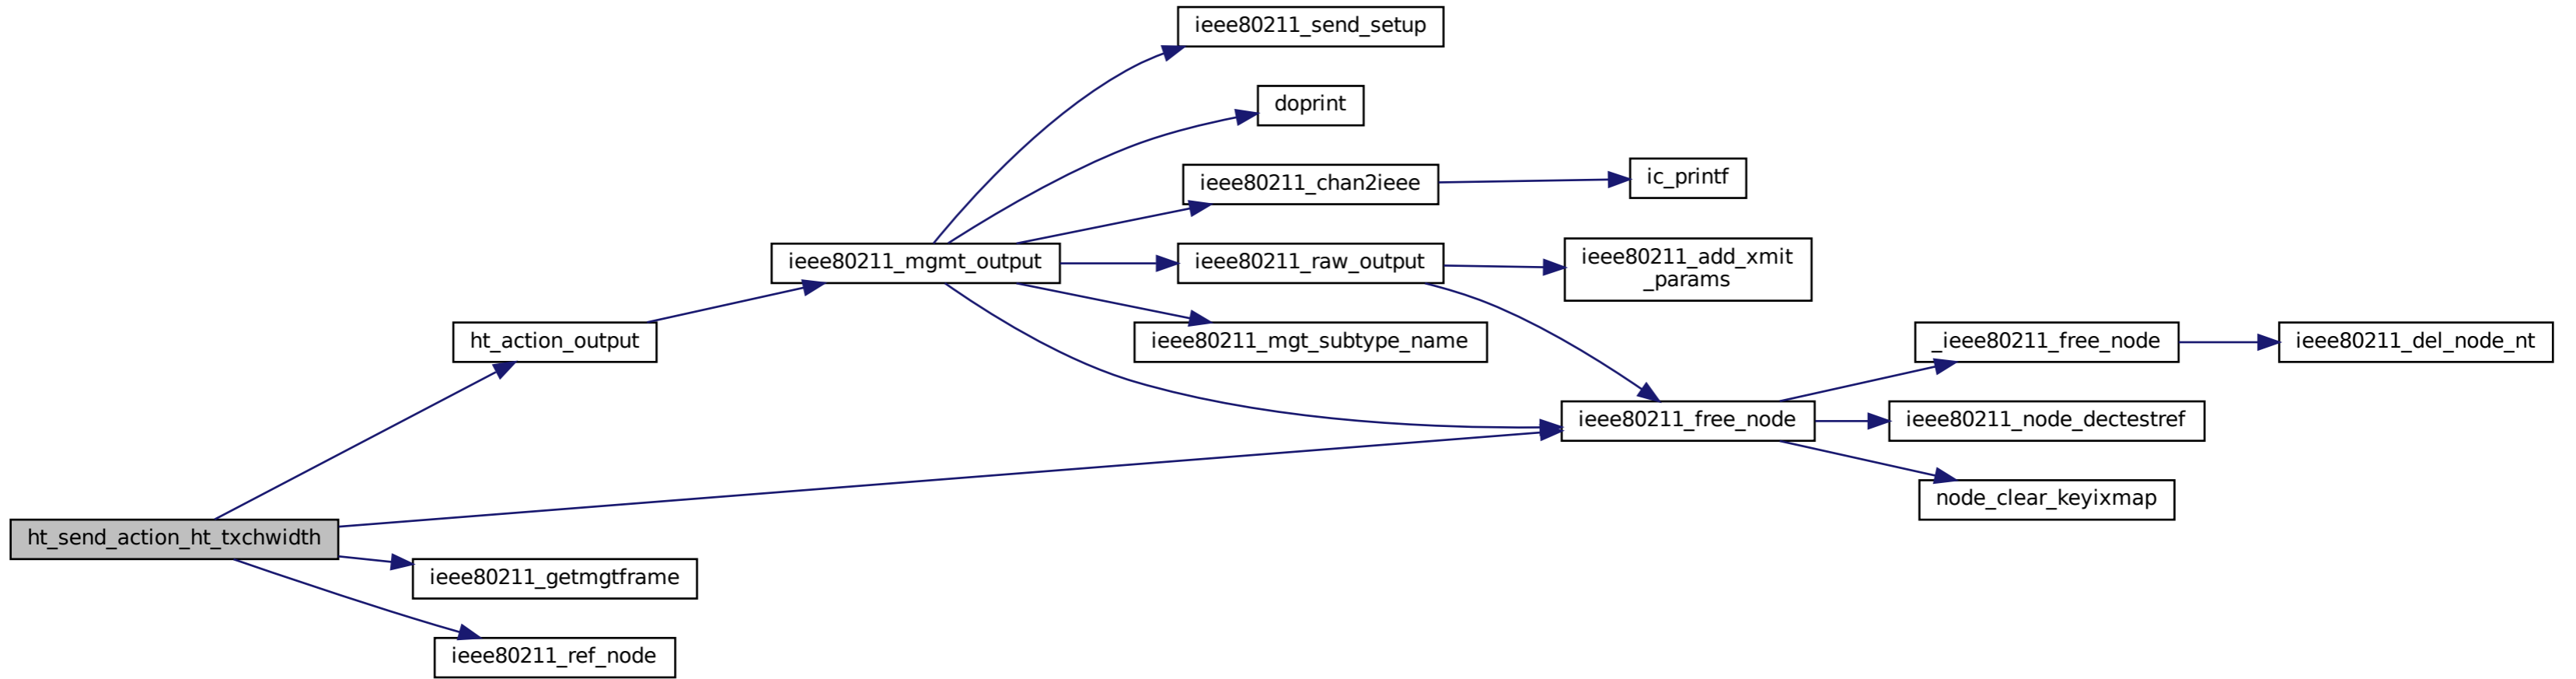 ieee80211_send_setup
doprint
ieee80211_chan2ieee
ic_printf
ieee80211_mgmt_output
ieee80211_raw_output
ieee80211_add_xmit
_params
ht_action_output
ieee80211_mgt_subtype_name
_ieee80211_free_node
ieee80211_del_node_nt
ieee80211_free_node
ieee80211_node_dectestref
node_clear_keyixmap
ht_send_action_ht_txchwidth
ieee80211_getmgtframe
ieee80211_ref_node